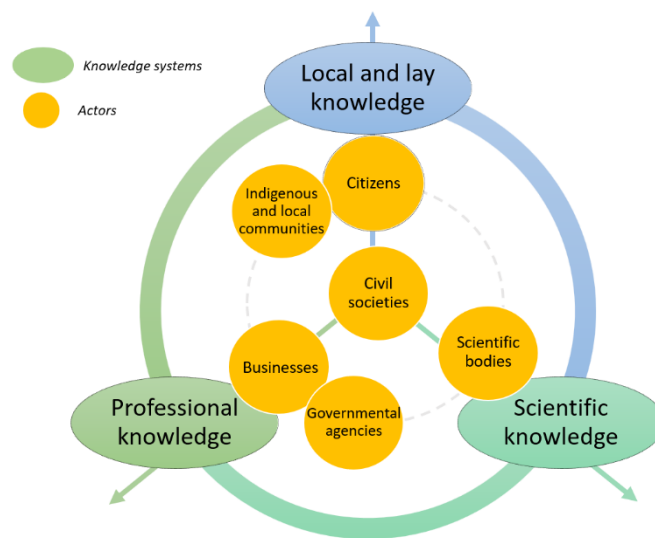 Knowledge systems
Actors
Local and lay
knowledge
Citizens
Indigenous
and local
communities
Civil
societies
Scientific
bodies
Businesses
Governmental
agencies
Professional
knowledge
Scientific
knowledge